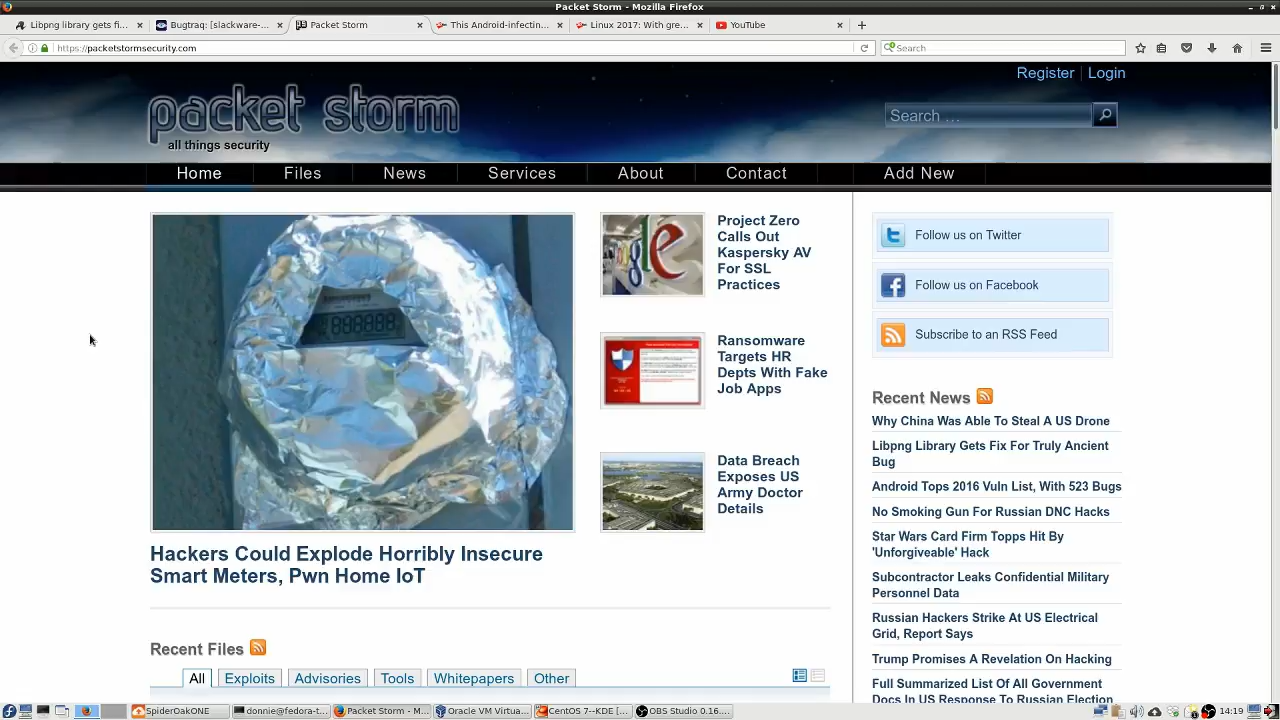 Packet Storm - Mozilla Firefox
Libpng library gets fi...
Bugtraq: [slackware-...
Packet Storm
This Android-infectin...
Linux 2017: With gre...
YouTube
https://packetstormsecurity.com
Search
Register
Login
packet storm
all things security
Search …
Home
Files
News
Services
About
Contact
Add New
Project Zero
Calls Out
Kaspersky AV
For SSL
Practices
Ransomware
Targets HR
Depts With Fake
Job Apps
Data Breach
Exposes US
Army Doctor
Details
Hackers Could Explode Horribly Insecure
Smart Meters, Pwn Home IoT
Recent Files
All
Exploits
Advisories
Tools
Whitepapers
Other
Follow us on Twitter
Follow us on Facebook
Subscribe to an RSS Feed
Recent News
Why China Was Able To Steal A US Drone
Libpng Library Gets Fix For Truly Ancient
Bug
Android Tops 2016 Vuln List, With 523 Bugs
No Smoking Gun For Russian DNC Hacks
Star Wars Card Firm Topps Hit By
'Unforgiveable' Hack
Subcontractor Leaks Confidential Military
Personnel Data
Russian Hackers Strike At US Electrical
Grid, Report Says
Trump Promises A Revelation On Hacking
Full Summarized List Of All Government
Docs In US Response To Russian Election
SpiderOakONE
donnie@fedora-t...
Packet Storm - M...
Oracle VM Virtua...
CentOS 7--KDE [...
OBS Studio 0.16....
14:19